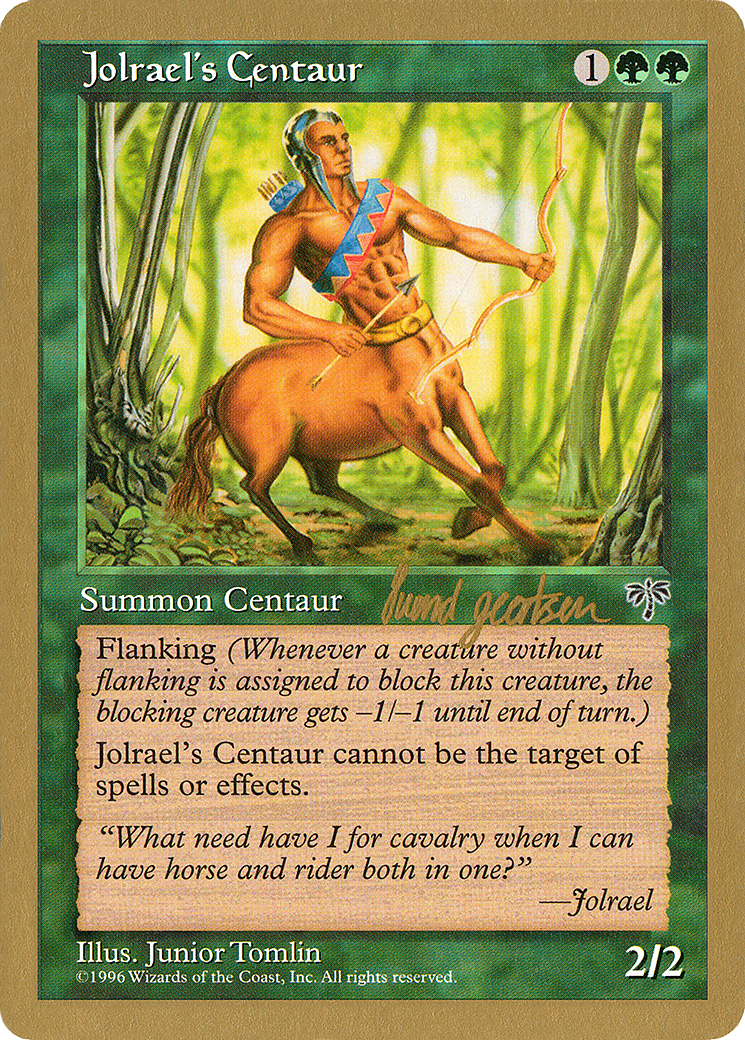 Jolrael's Centaur 1
Summon Centaur
Flanking (Whenever a creature without
flanking is assigned to block this creature, the
blocking creature gets –1/–1 until end of turn.)
Jolrael's Centaur cannot be the target of
spells or effects.
“What need have I for cavalry when I can
have horse and rider both in one?”
—Jolrael
Illus. Junior Tomlin
©1996 Wizards of the Coast, Inc. All rights reserved.
2/2